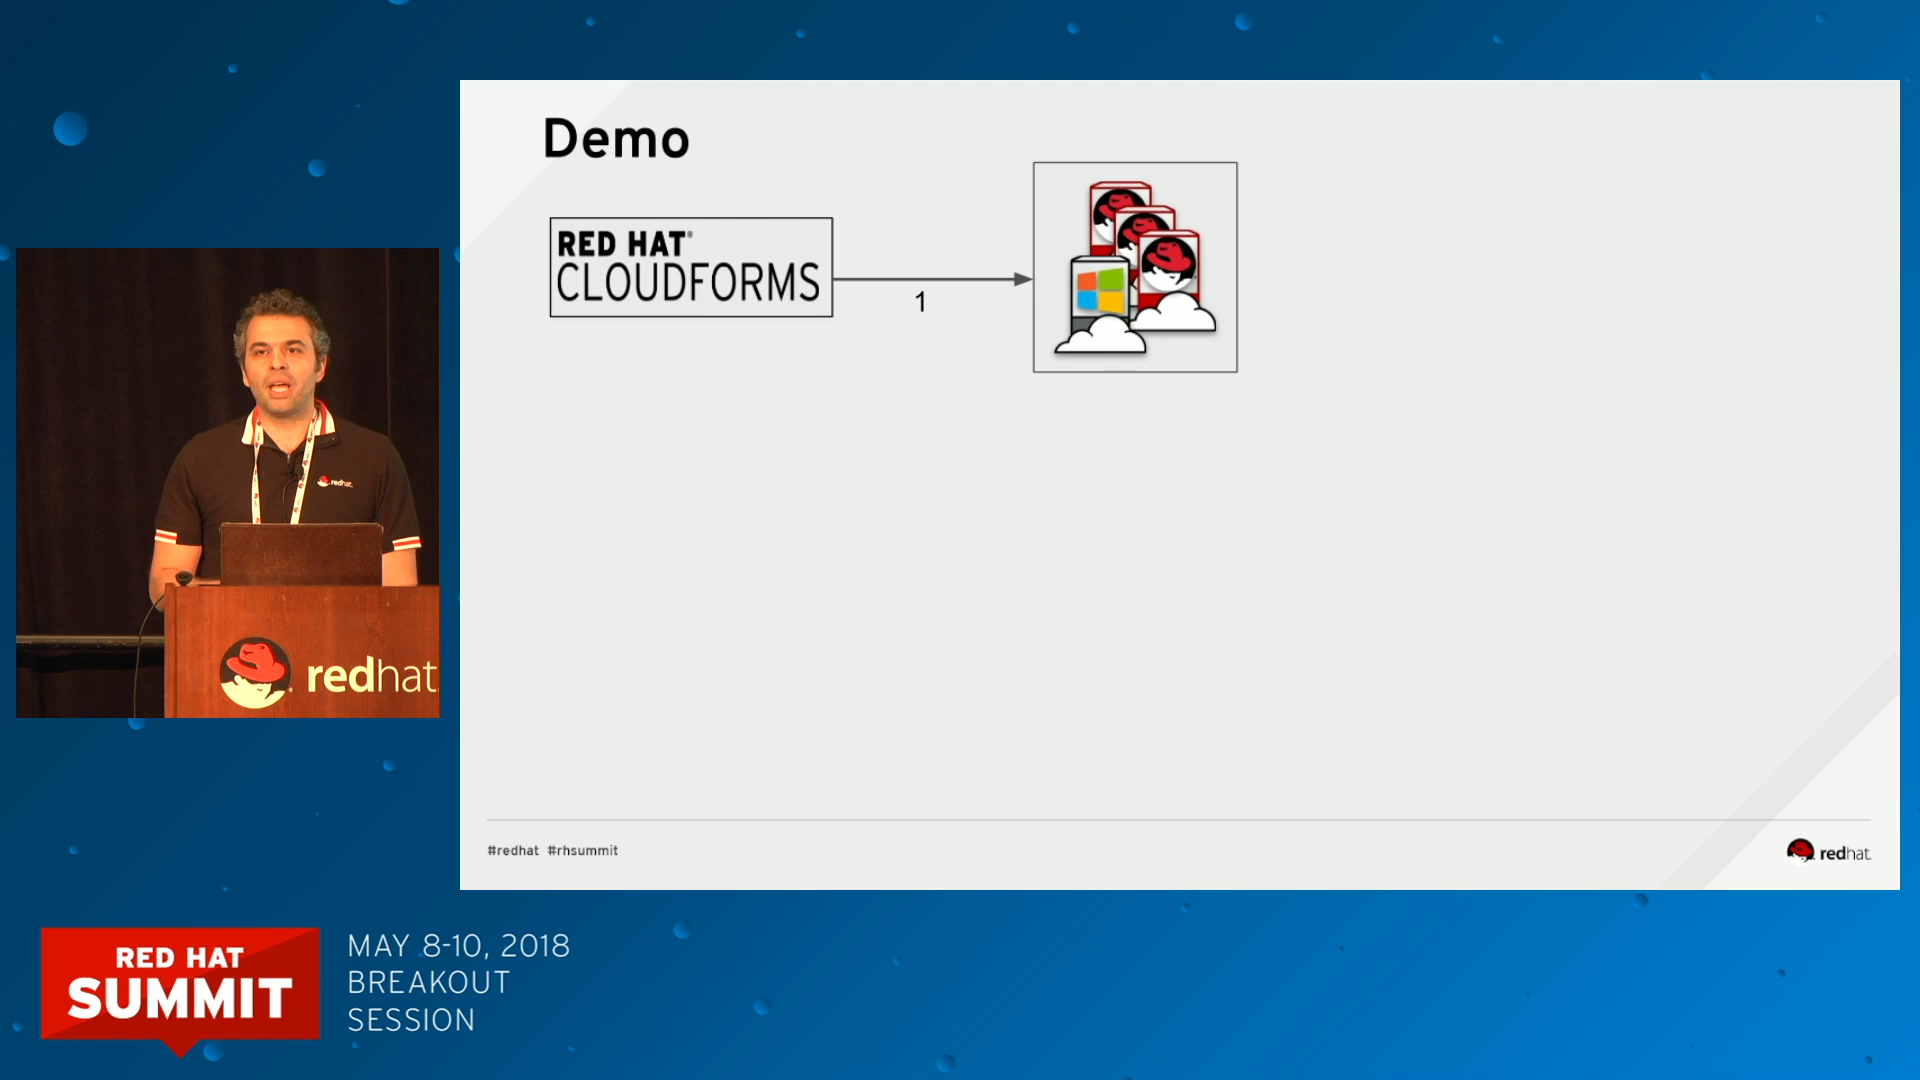 Demo
RED HAT®
CLOUDFORMS
1
redhat.
redhat.
#redhat #rhsummit
redhat.
RED HAT
SUMMIT
MAY 8-10, 2018
BREAKOUT
SESSION